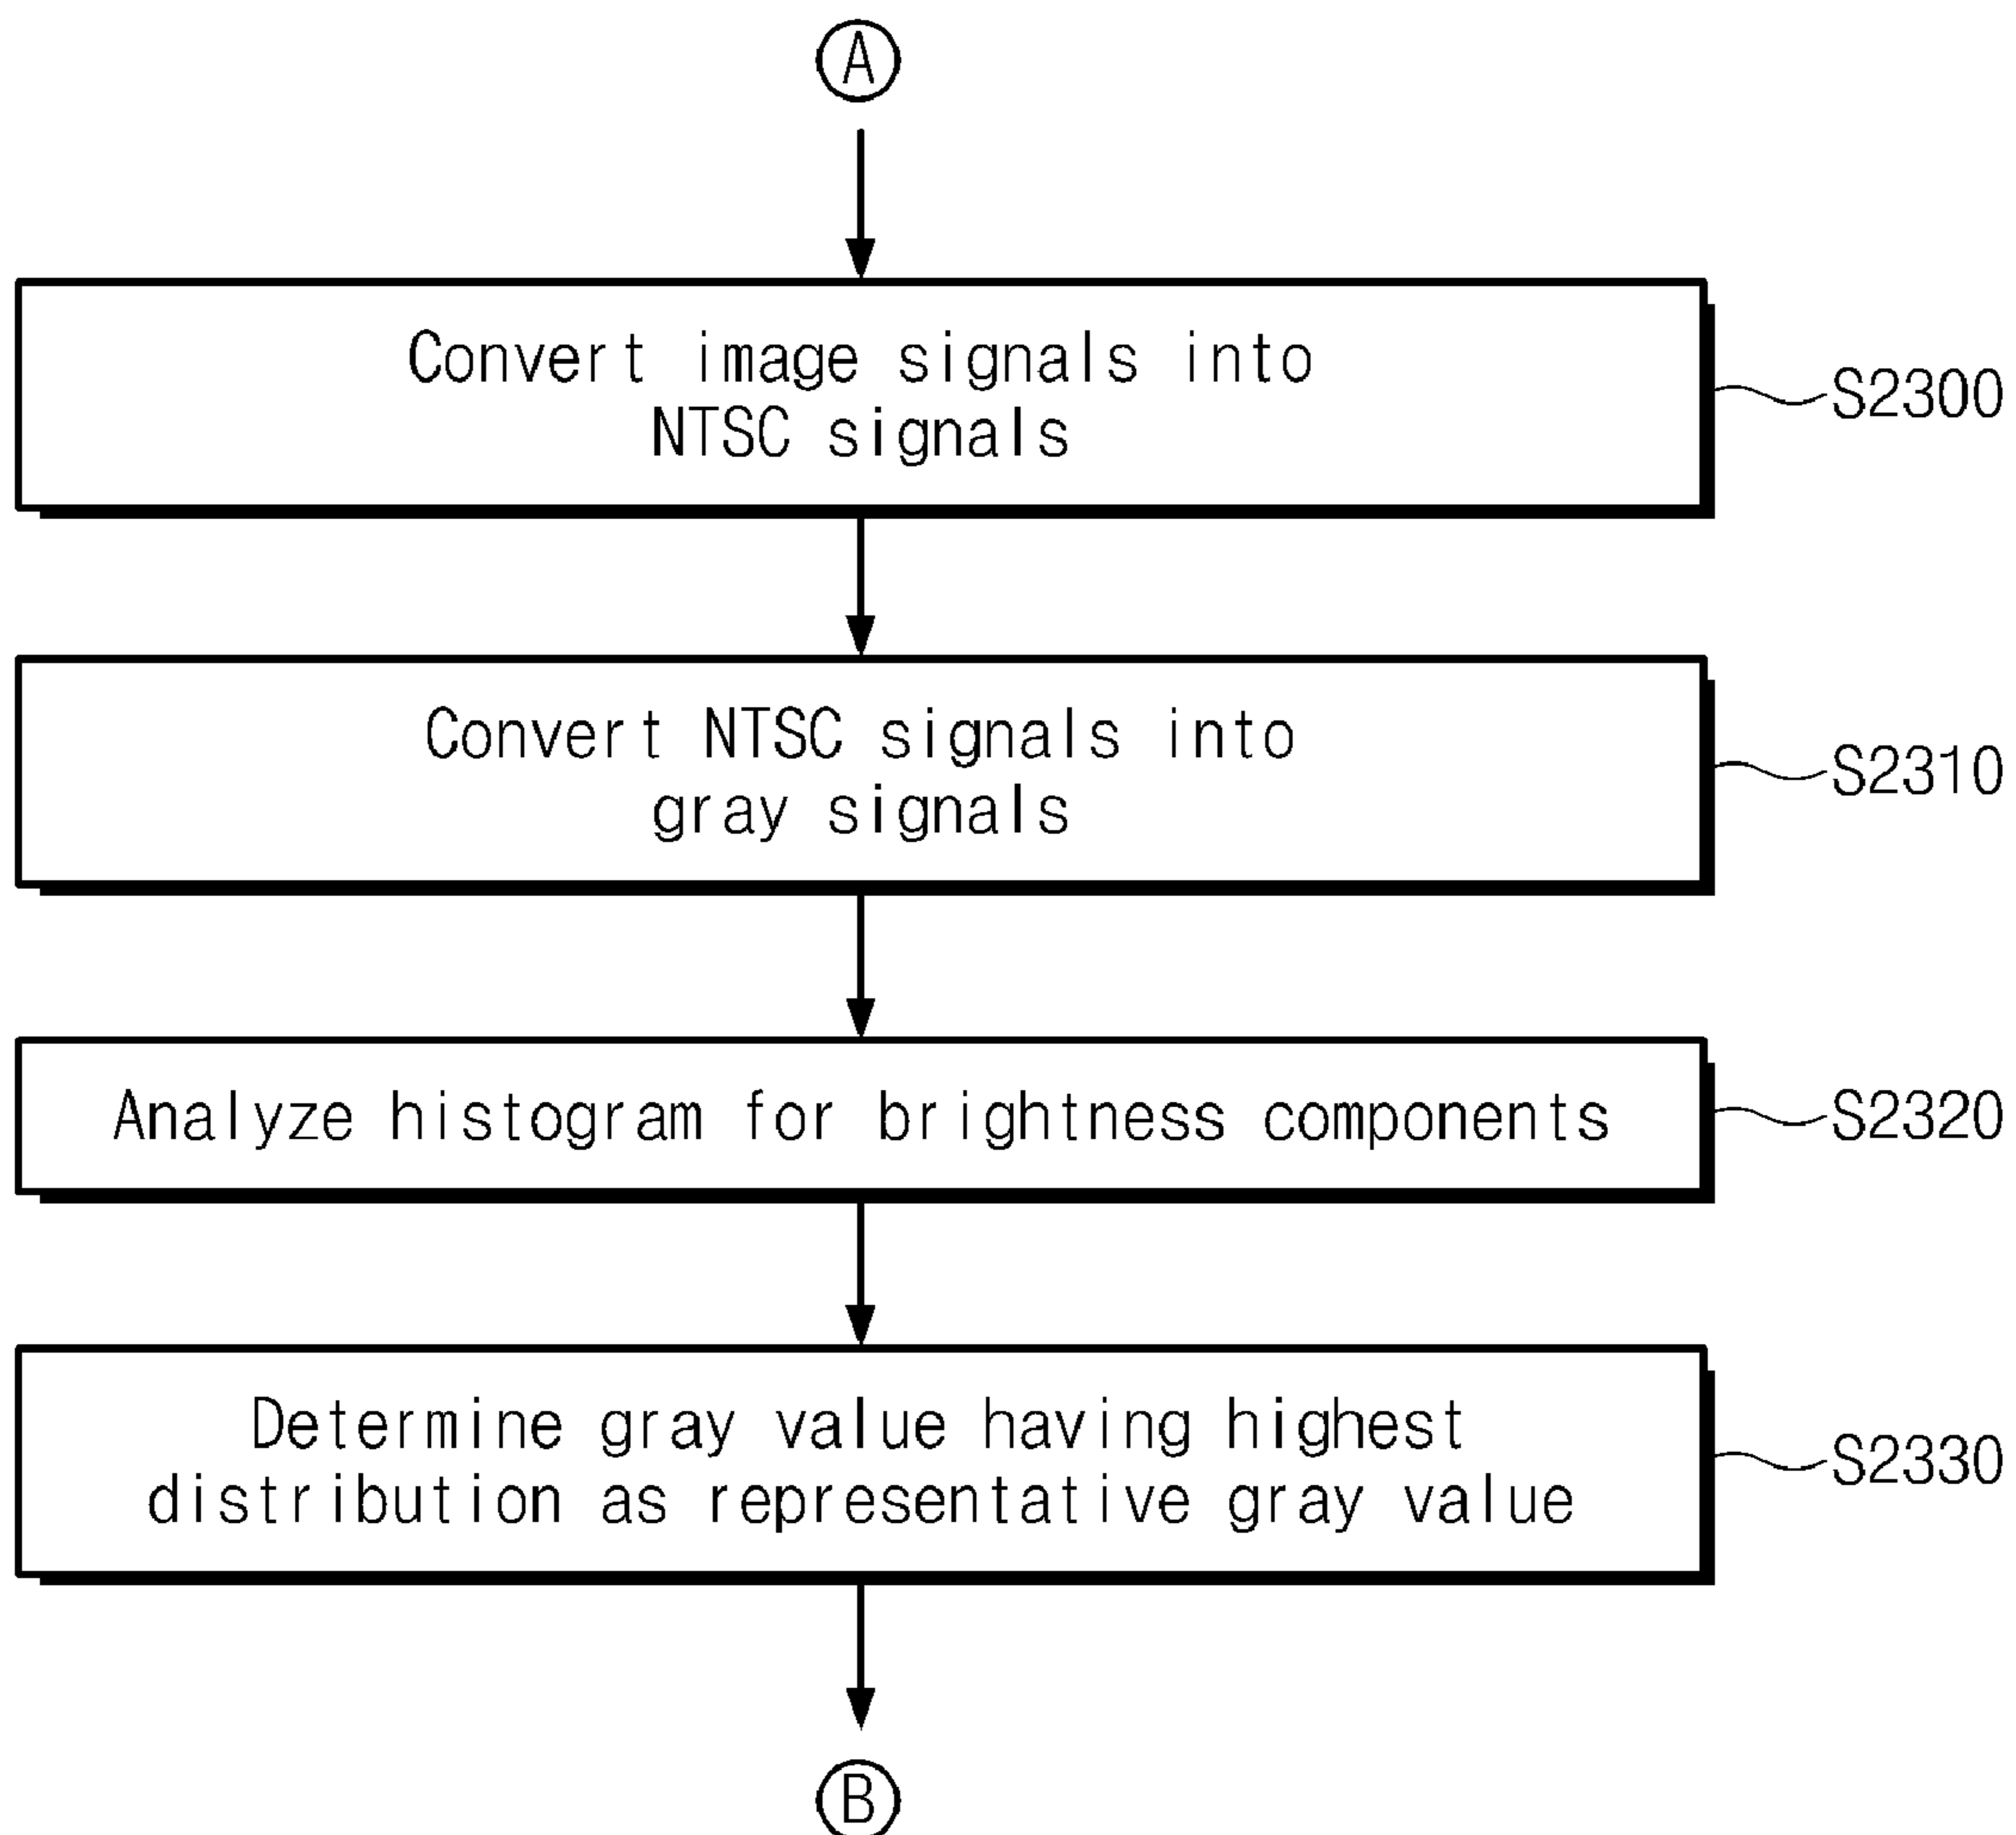 A
Convert image signals into
NTSC signals
S2300
Convert NTSC signals into
gray signals
S2310
Analyze histogram for brightness components
S2320
Determine gray value having highest
distribution as representative gray value
S2330
B